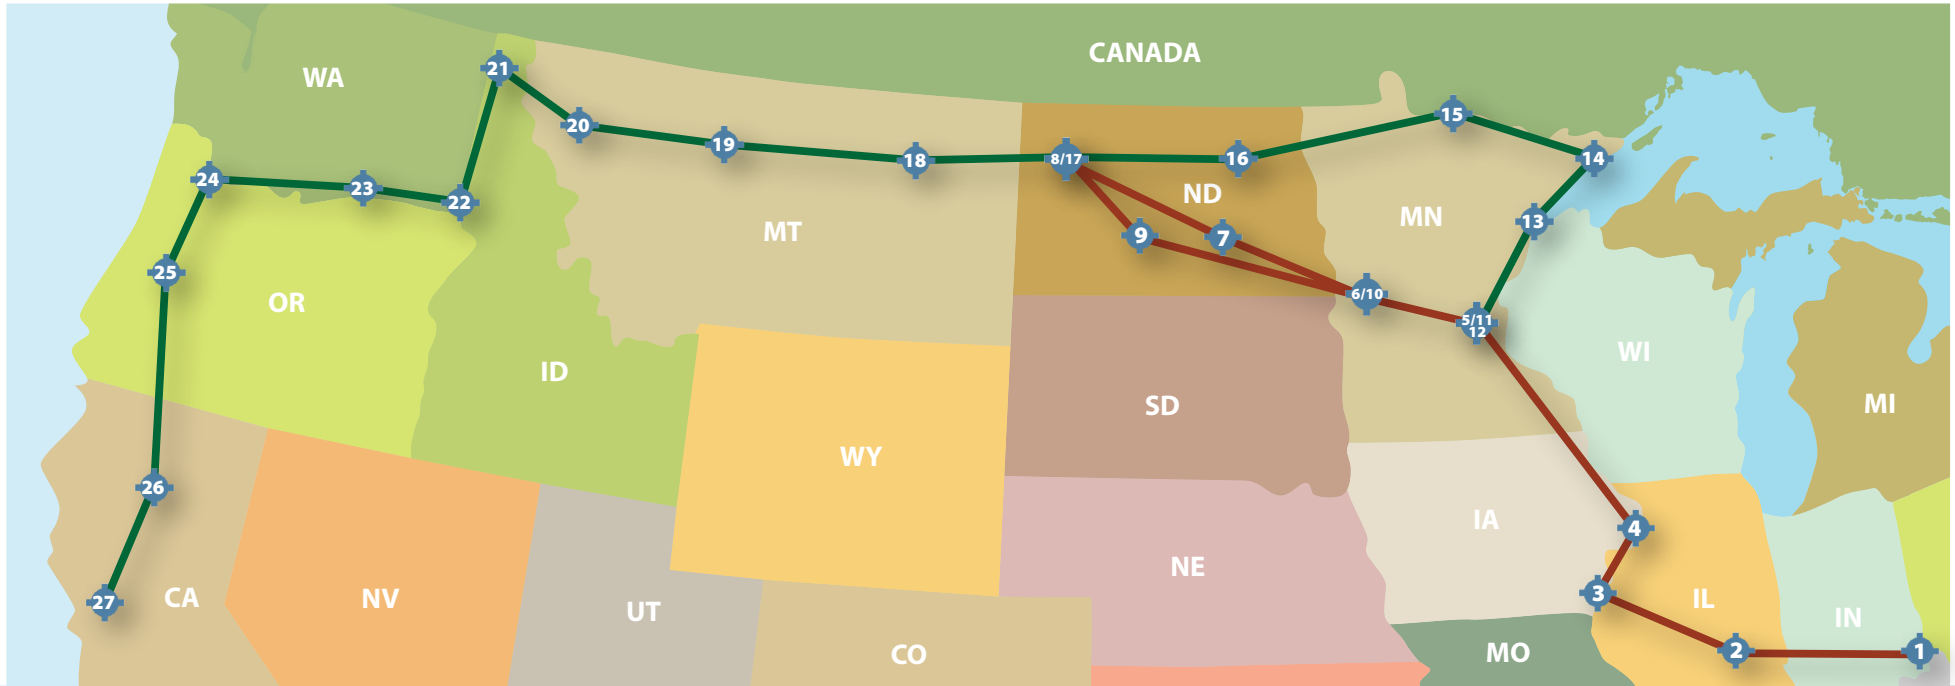 CANADA
WA
21
15
20
19
18
8/17
16
14
24
23
22
ND
MT
MN
13
9
7
25
OR
6/10
5/11
12
WI
ID
SD
MI
WY
26
IA
4
NE
27
CA
NV
UT
3
IL
IN
CO
MO
2
1